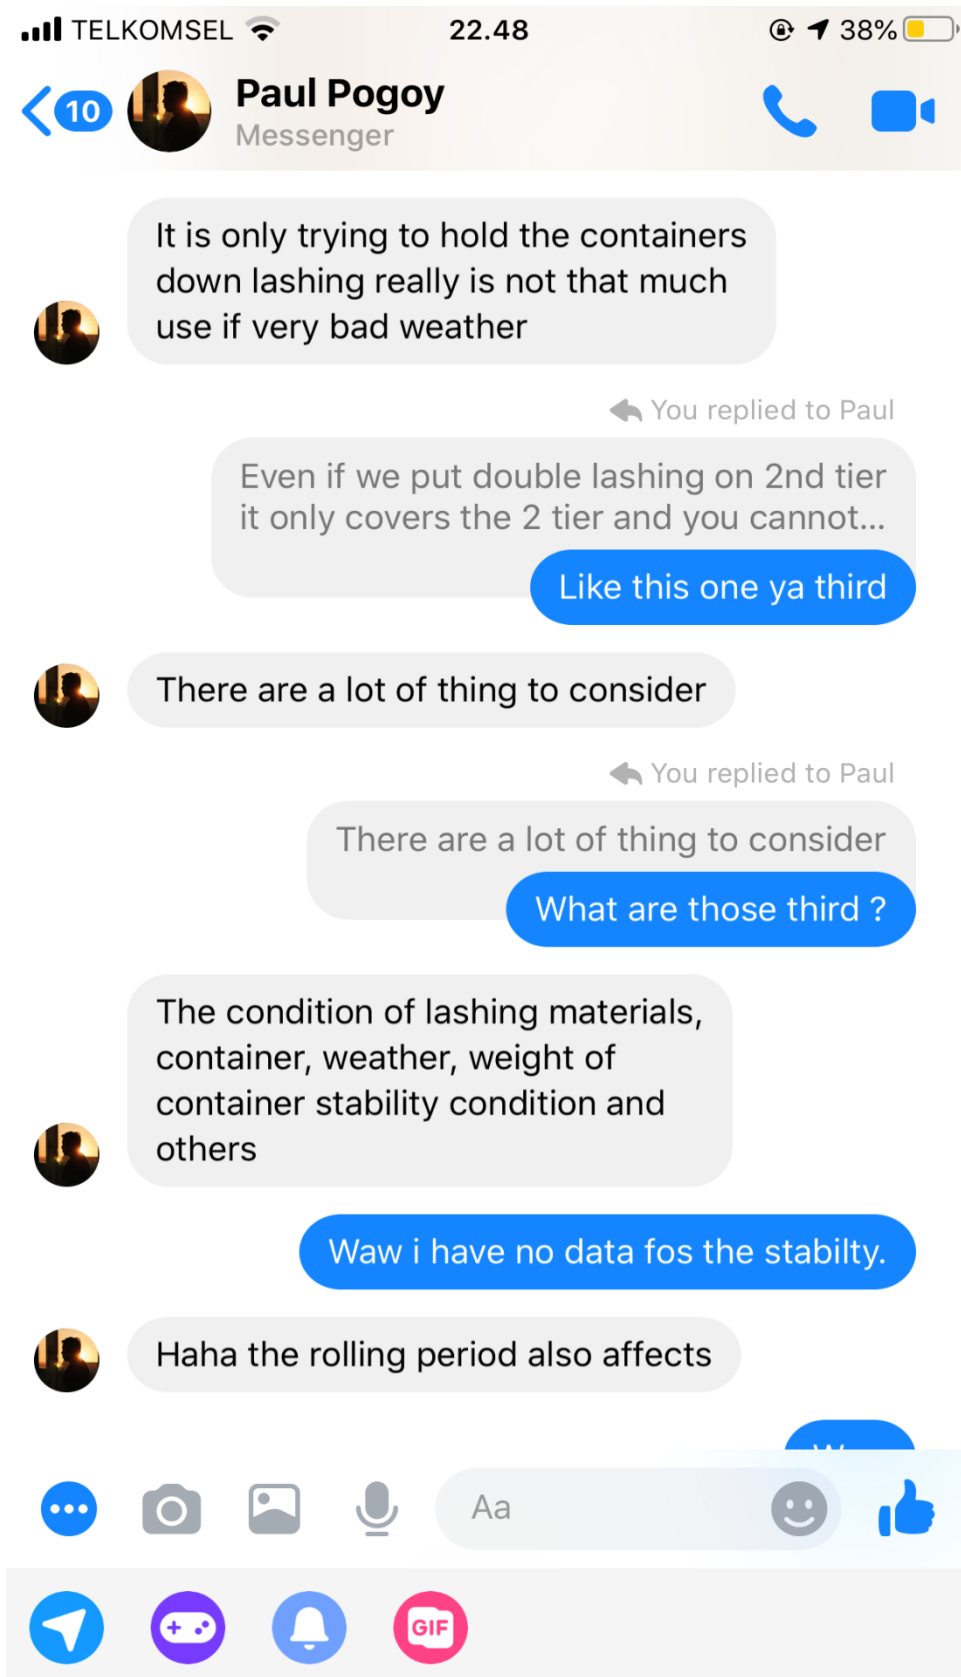 TELKOMSEL 22.48 38%
10 Paul Pogoy
Messenger
It is only trying to hold the containers
down lashing really is not that much
use if very bad weather
You replied to Paul
Even if we put double lashing on 2nd tier
it only covers the 2 tier and you cannot...
Like this one ya third
There are a lot of thing to consider
You replied to Paul
There are a lot of thing to consider
What are those third ?
The condition of lashing materials,
container, weather, weight of
container stability condition and
others
Waw i have no data fos the stabilty.
Haha the rolling period also affects
Aa
GIF